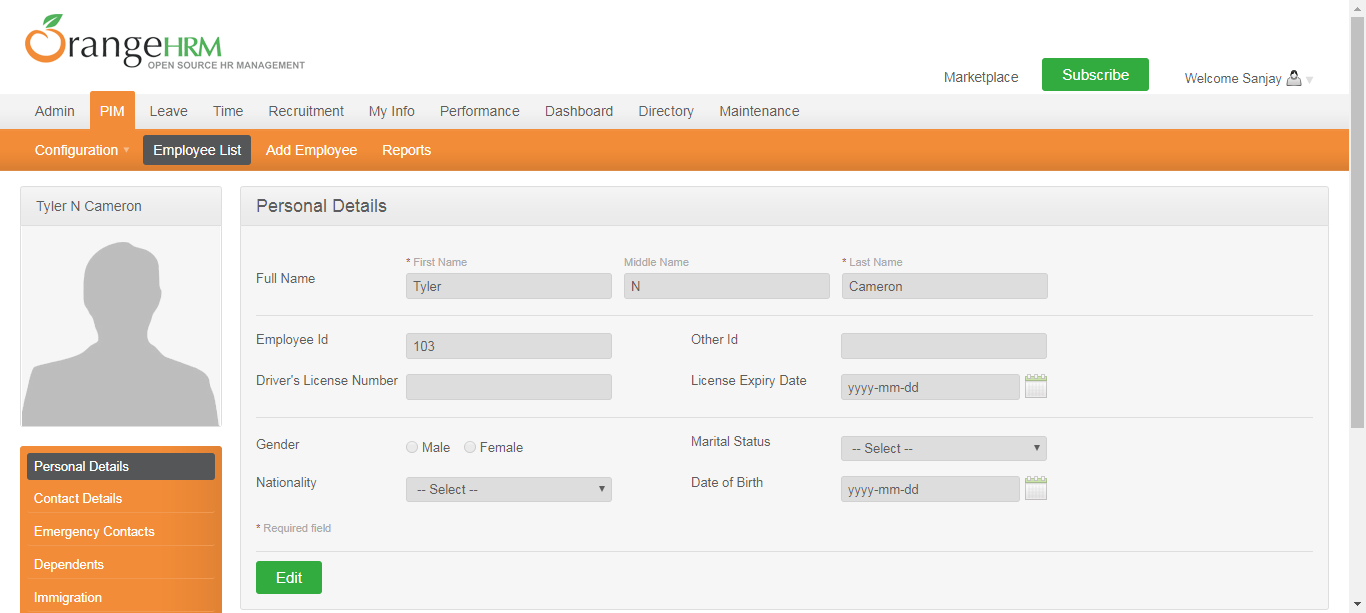 OrangeHRM
OPEN SOURCE HR MANAGEMENT
Marketplace Subscribe Welcome Sanjay
Admin PIM Leave Time Recruitment My Info Performance Dashboard Directory Maintenance
Configuration Employee List Add Employee Reports
Tyler N Cameron
Personal Details
* First Name Middle Name * Last Name
Full Name Tyler N Cameron
Employee Id 103 Other Id
Driver's License Number License Expiry Date yyyy-mm-dd
Gender Male Female Marital Status -- Select --
Nationality -- Select -- Date of Birth yyyy-mm-dd
* Required field
Edit
Personal Details
Contact Details
Emergency Contacts
Dependents
Immigration